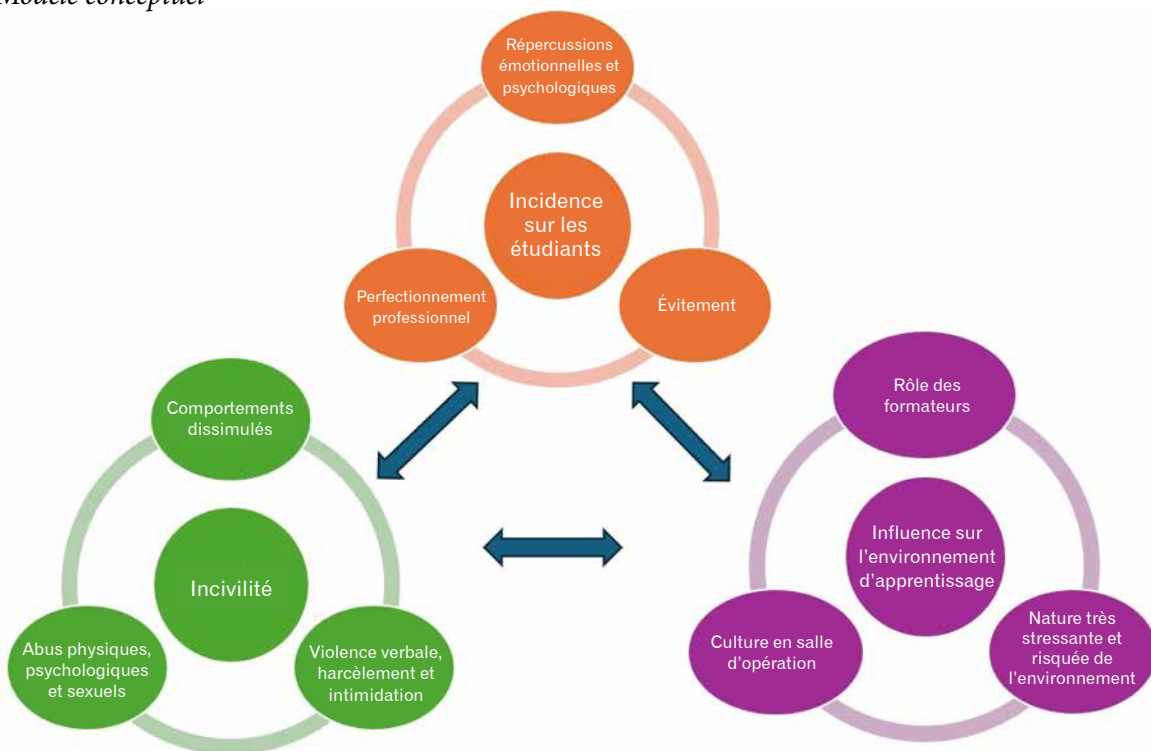 Modèle conceptuel
Répercussions
émotionnelles et
psychologiques
Incidence
sur les
étudiants
Perfectionnement
professionnel
Évitement
Comportements
dissimulés
Incivilité
Abus physiques,
psychologiques
et sexuels
Violence verbale,
harcèlement et
intimidation
Rôle des
formateurs
Influence sur
l'environnement
d'apprentissage
Culture en salle
d'opération
Nature très
stressante et
risquée de
l'environnement